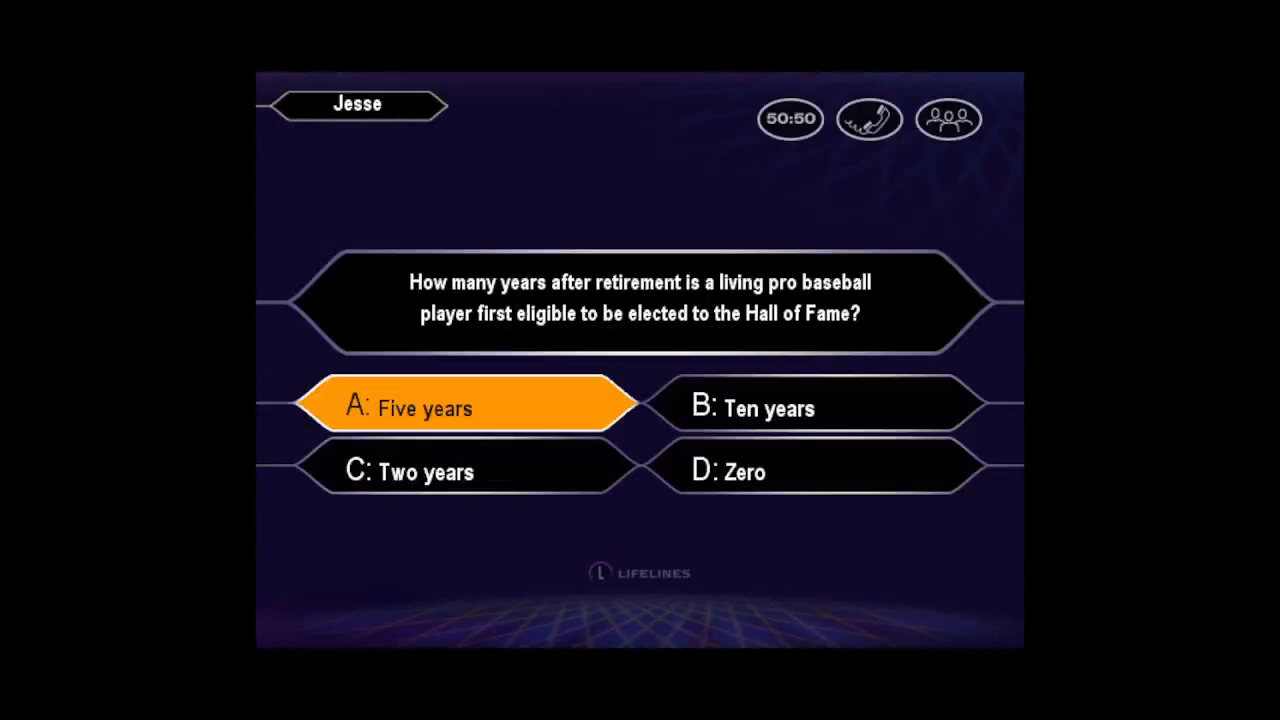 Jesse
50:50
How many years after retirement is a living pro baseball
player first eligible to be elected to the Hall of Fame?
A: Five years
B: Ten years
C: Two years
D: Zero
L LIFELINES